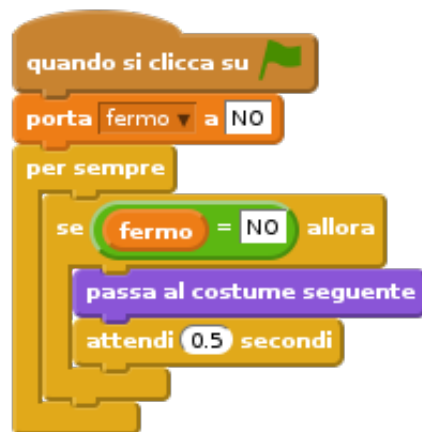 quando si clicca su
porta fermo a NO
per sempre
se fermo = NO allora
passa al costume seguente
attendi 0.5 secondi